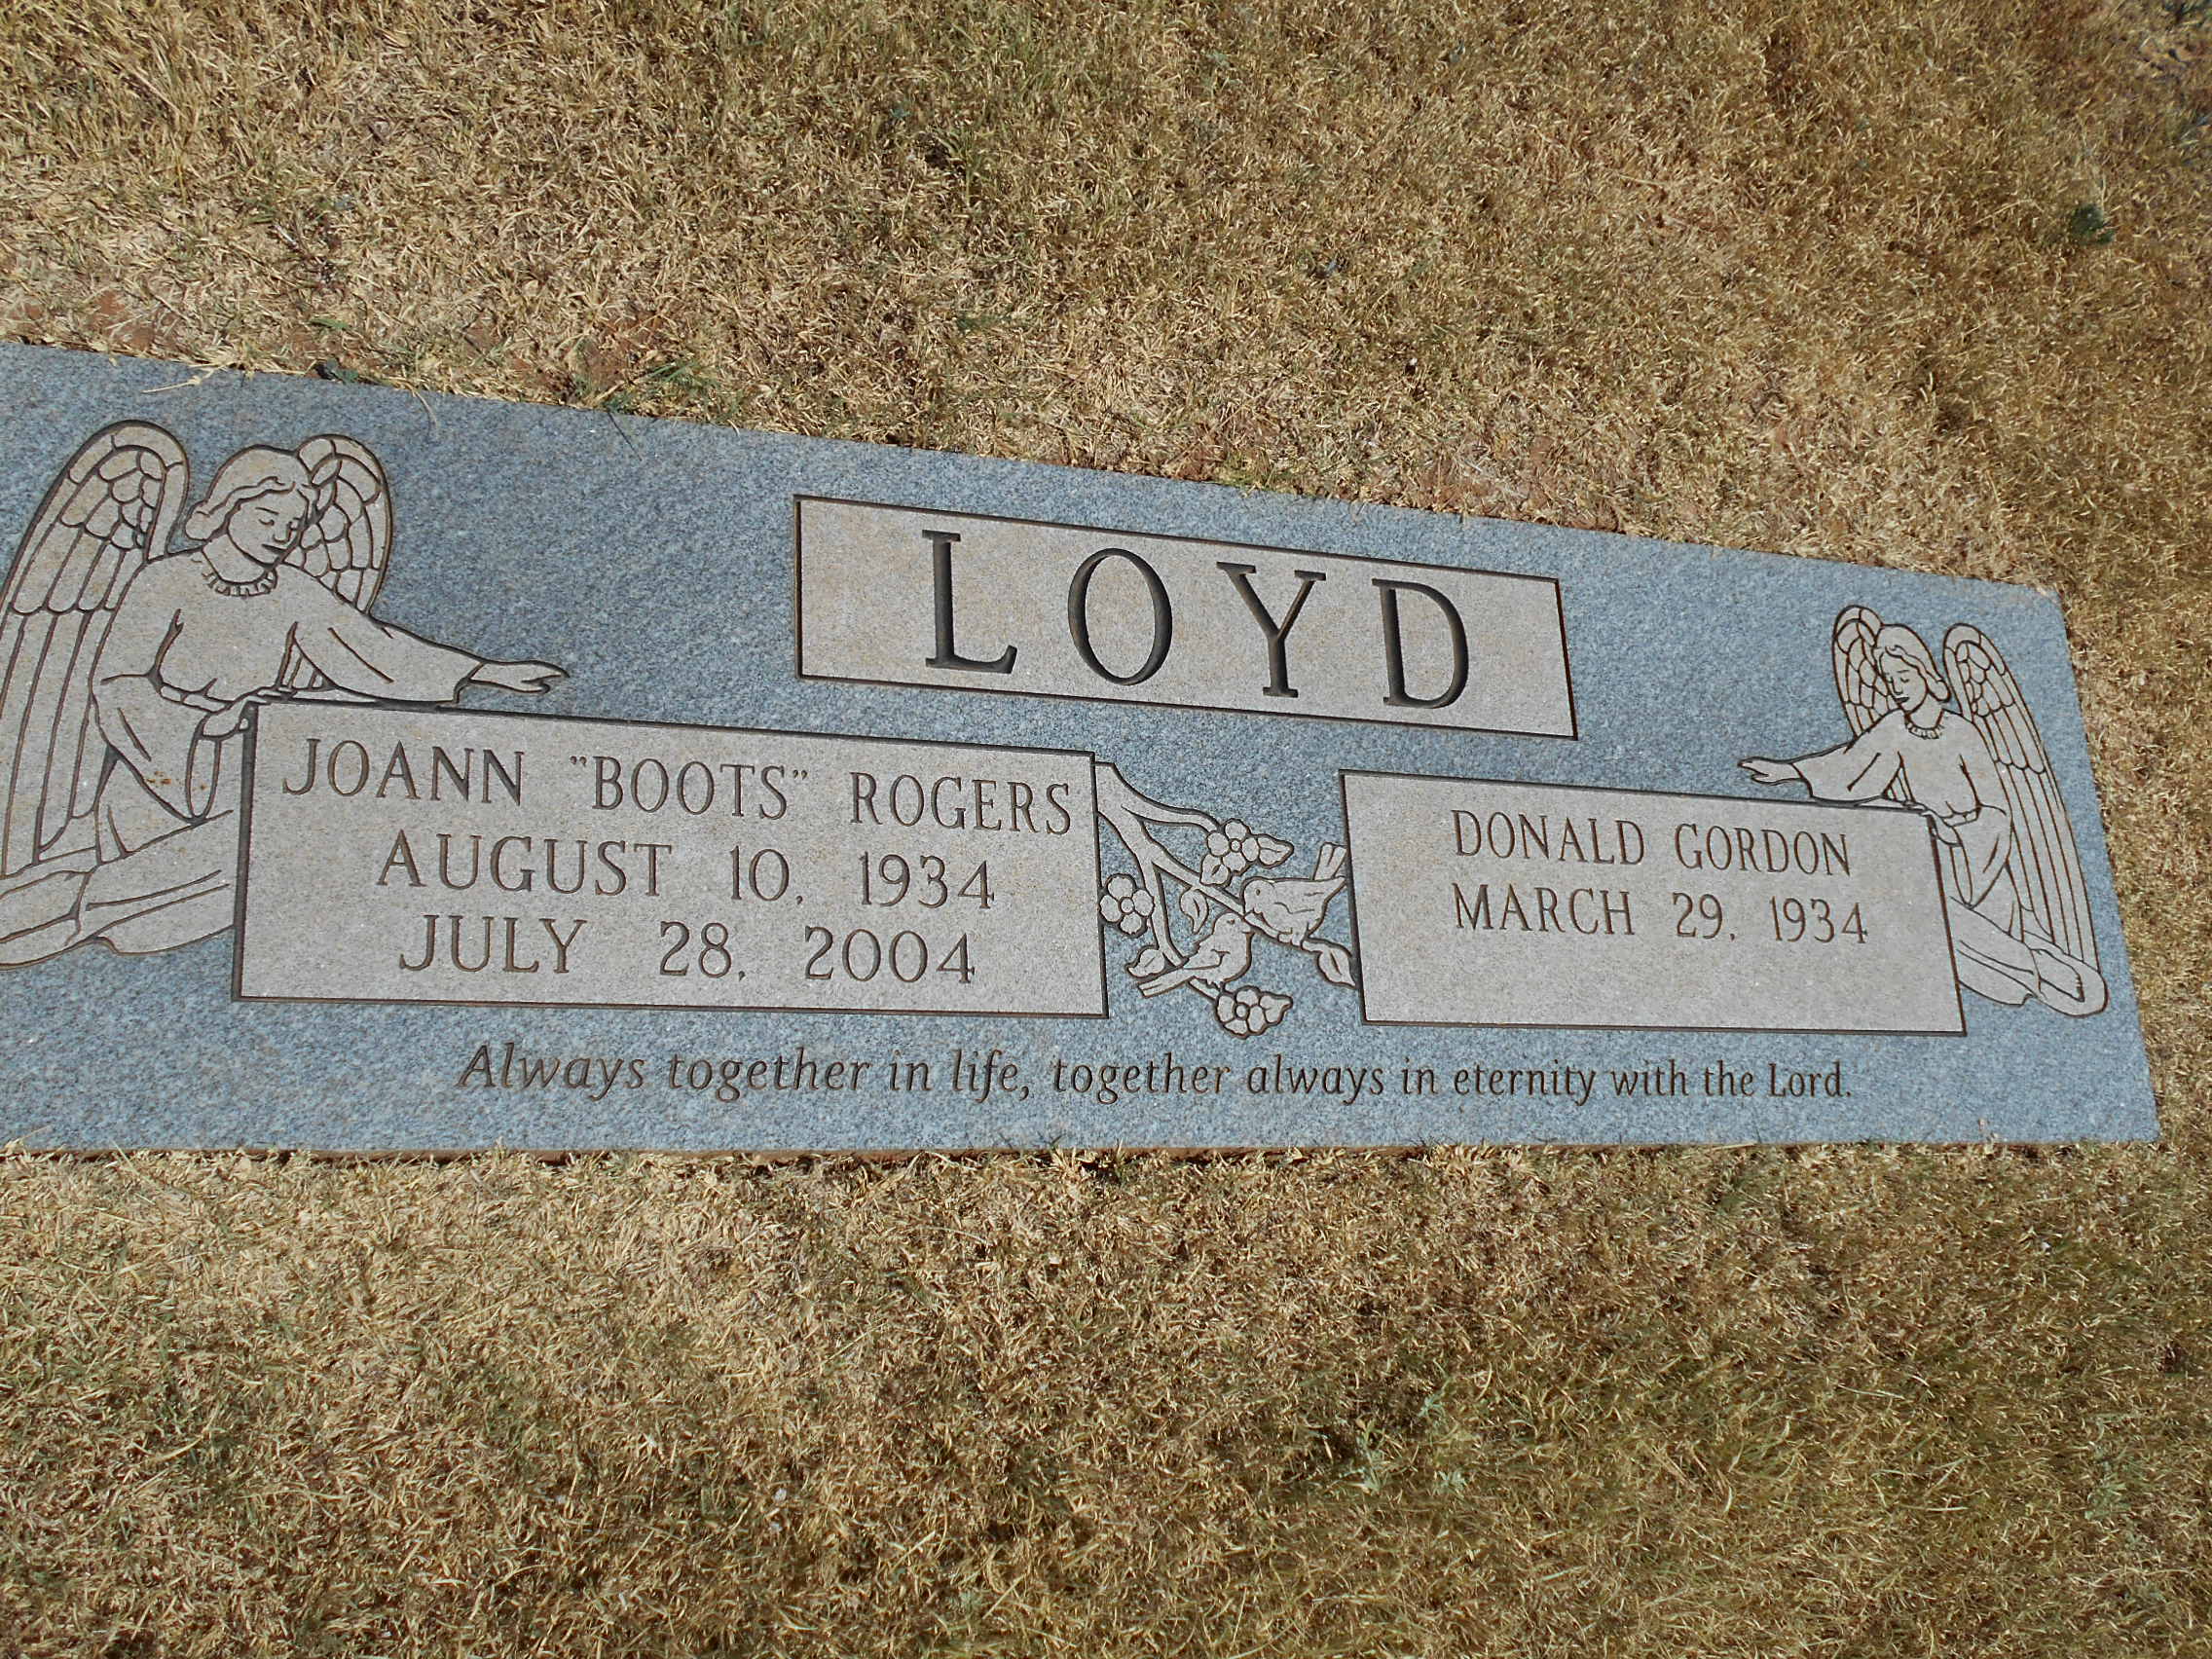 LOYD
JOANN "BOOTS" ROGERS
AUGUST 10, 1934
JULY 28, 2004
DONALD GORDON
MARCH 29, 1934
Always together in life, together always in eternity with the Lord.